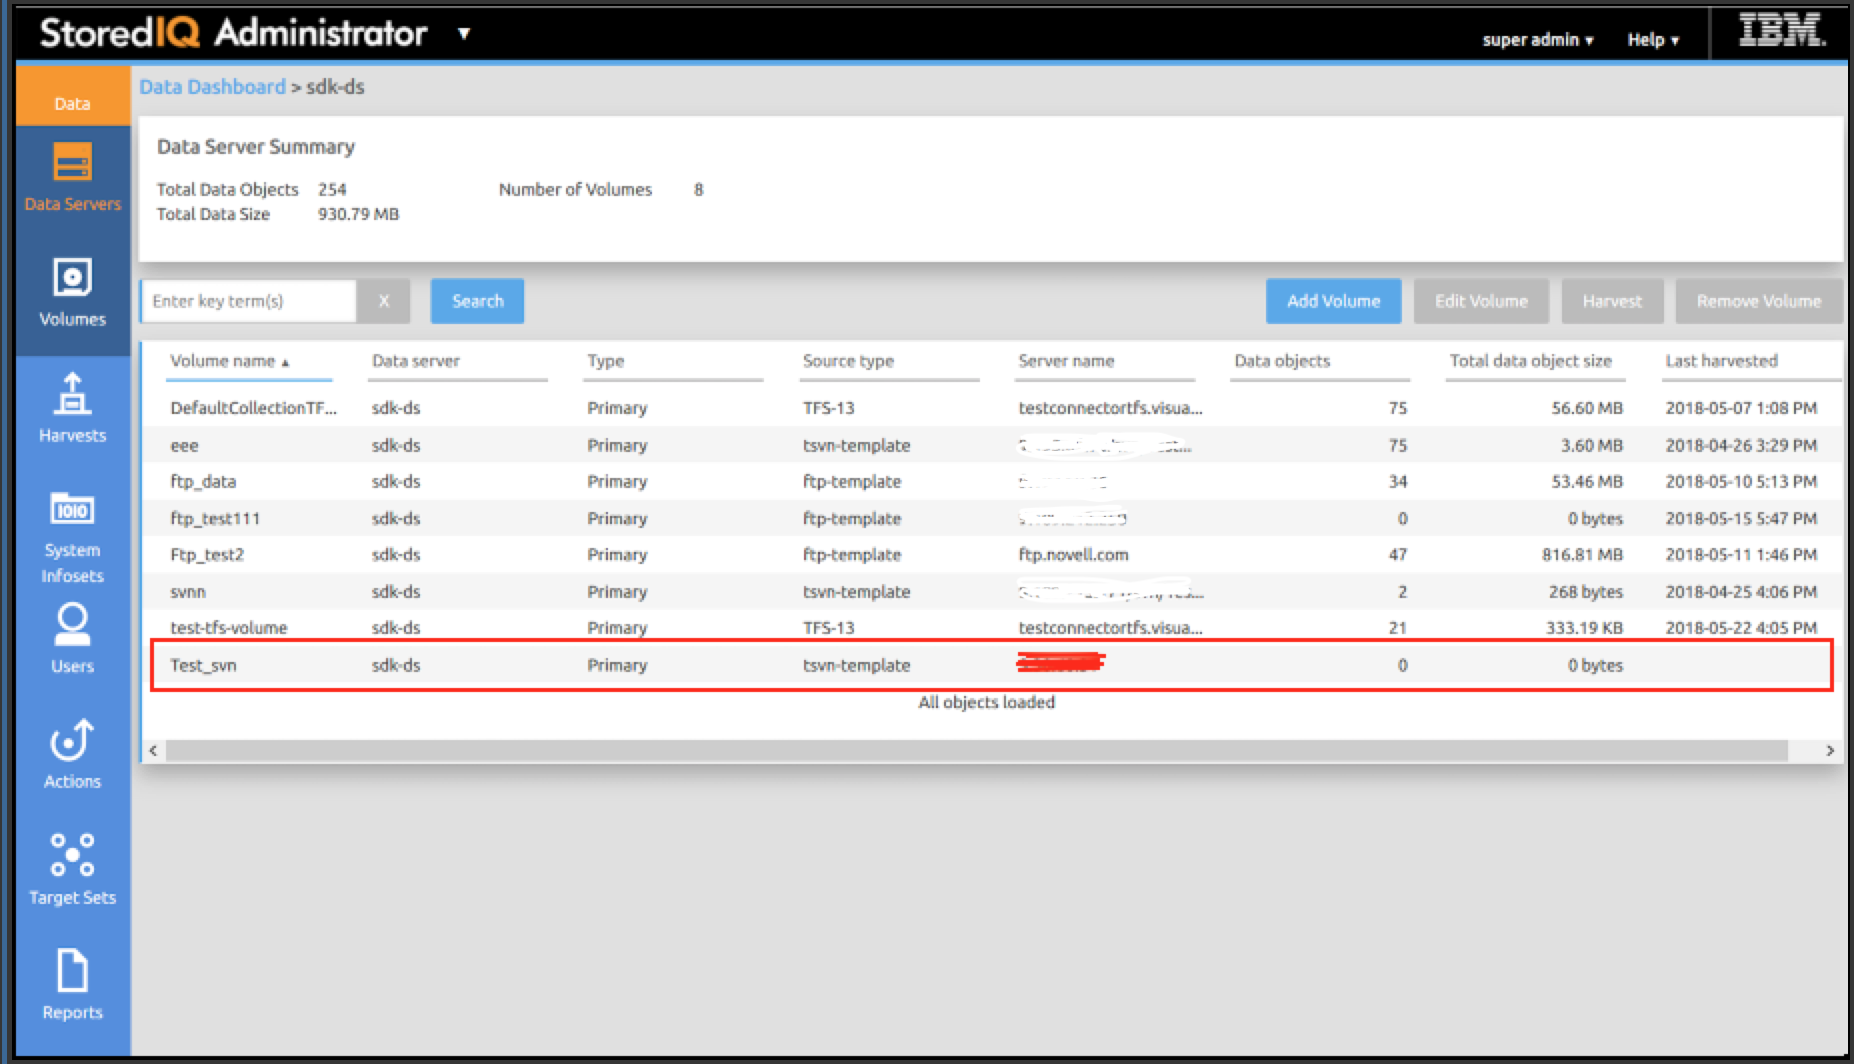 StoredIQ Administrator ▼
super admin ▾ Help ▾ IBM.
Data
Data Servers
Volumes
Harvests
System
Infosets
Users
Actions
Target Sets
Reports
Data Dashboard > sdk-ds
Data Server Summary
Total Data Objects 254 Number of Volumes 8
Total Data Size 930.79 MB
Enter key term(s) X Search Add Volume Edit Volume Harvest Remove Volume
Volume name ▲ Data server Type Source type Server name Data objects Total data object size Last harvested
DefaultCollectionTF... sdk-ds Primary TFS-13 testconnectortfs.visua... 75 56.60 MB 2018-05-07 1:08 PM
eee sdk-ds Primary tsvn-template 75 3.60 MB 2018-04-26 3:29 PM
ftp_data sdk-ds Primary ftp-template 34 53.46 MB 2018-05-10 5:13 PM
ftp_test111 sdk-ds Primary ftp-template 0 0 bytes 2018-05-15 5:47 PM
Ftp_test2 sdk-ds Primary ftp-template ftp.novell.com 47 816.81 MB 2018-05-11 1:46 PM
svnn sdk-ds Primary tsvn-template 2 268 bytes 2018-04-25 4:06 PM
test-tfs-volume sdk-ds Primary TFS-13 testconnectortfs.visua... 21 333.19 KB 2018-05-22 4:05 PM
Test_svn sdk-ds Primary tsvn-template 0 0 bytes
All objects loaded